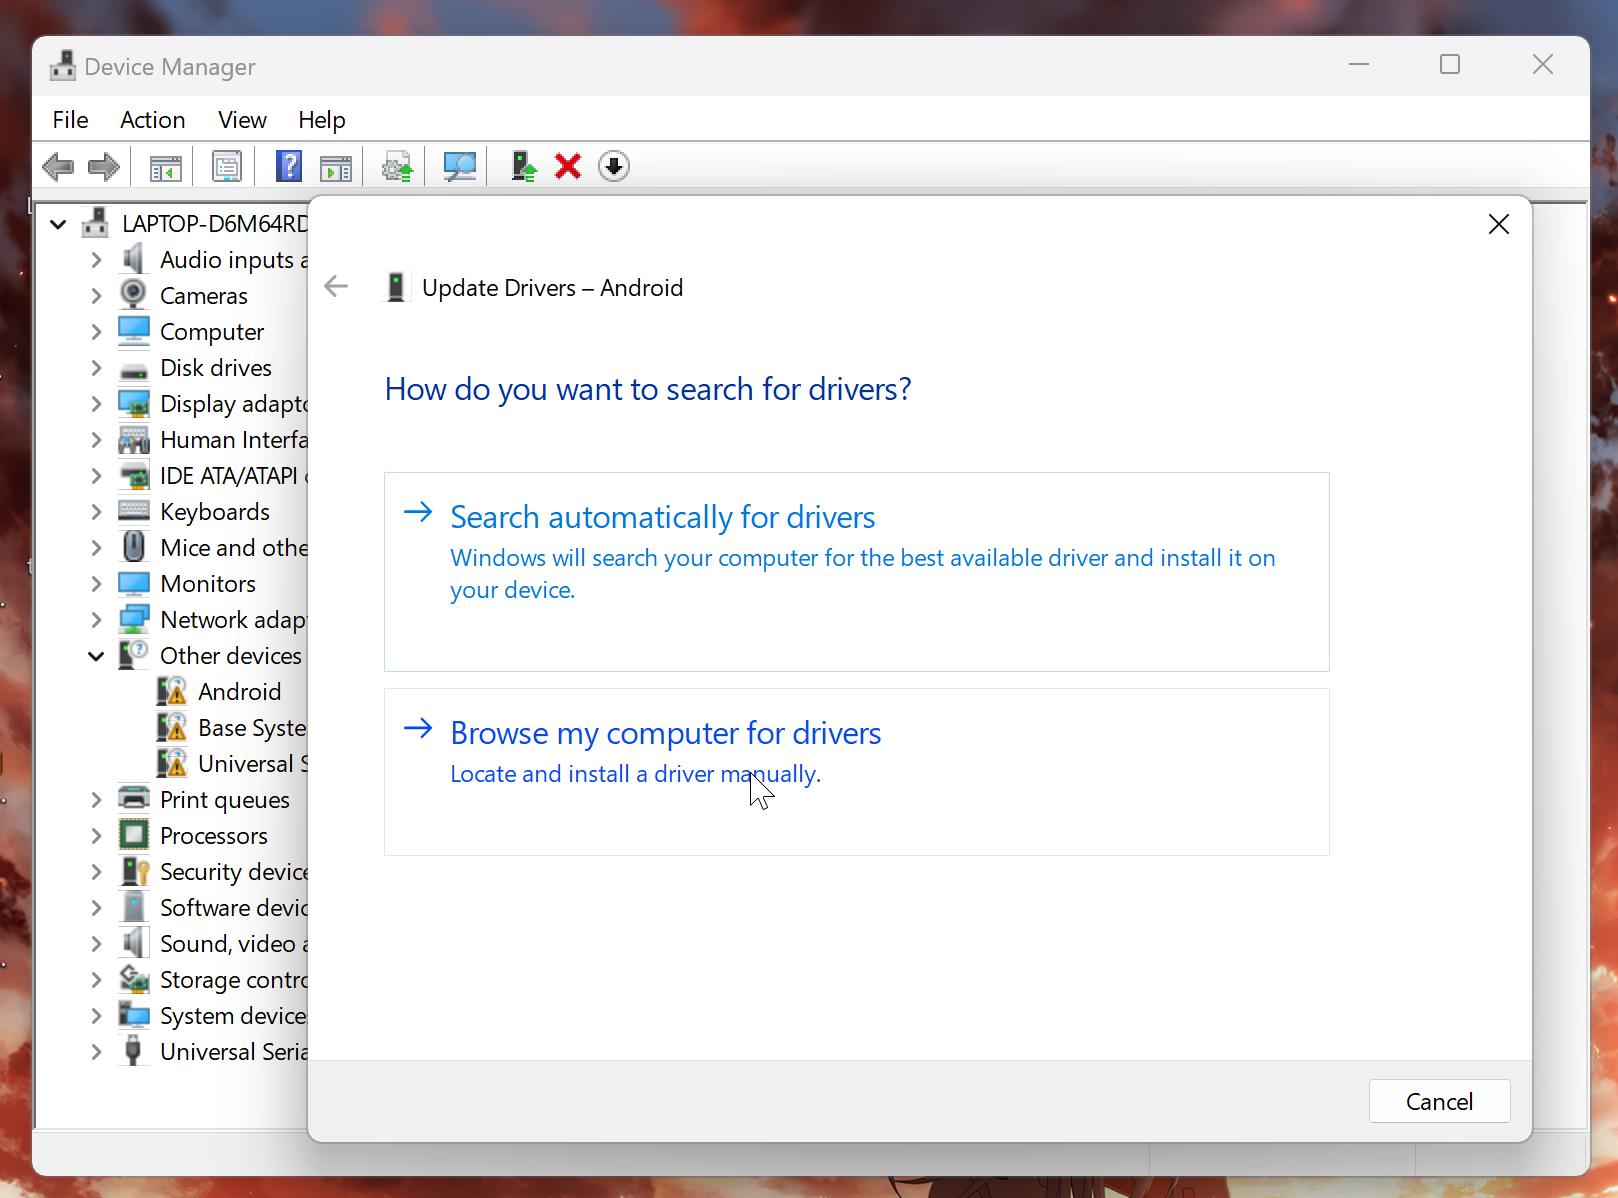 Device Manager
File Action View Help
LAPTOP-D6M64RD
Audio inputs
Cameras
Computer
Disk drives
Display adapto
Human Interfa
IDE ATA/ATAPI
Keyboards
Mice and othe
Monitors
Network adap
Other devices
Android
Base Syste
Universal S
Print queues
Processors
Security device
Software devic
Sound, video a
Storage contro
System device
Universal Seria
Update Drivers – Android
How do you want to search for drivers?
Search automatically for drivers
Windows will search your computer for the best available driver and install it on
your device.
Browse my computer for drivers
Locate and install a driver manually.
Cancel